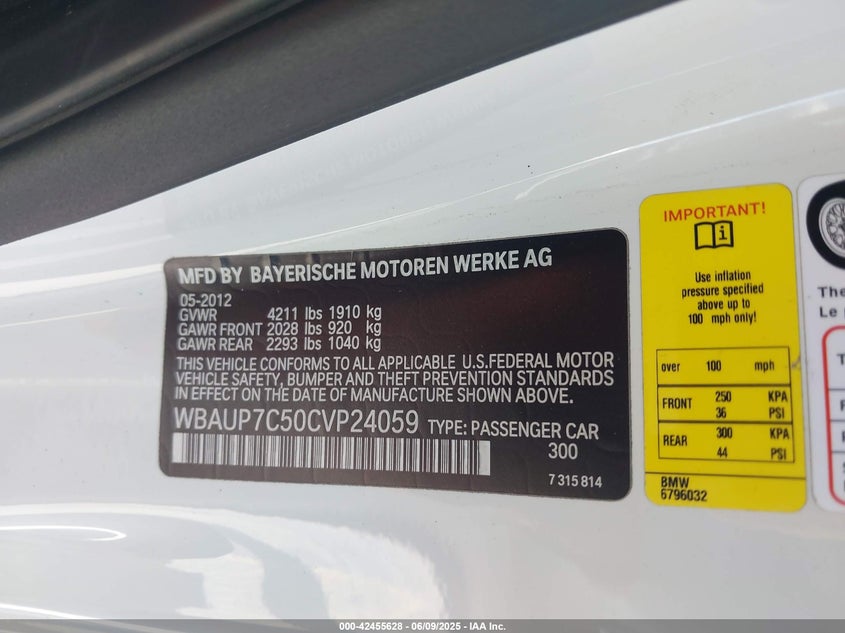 MFD BY BAYERISCHE MOTOREN WERKE AG
05-2012
GVWR 4211 lbs 1910 kg
GAWR FRONT 2028 lbs 920 kg
GAWR REAR 2293 lbs 1040 kg
THIS VEHICLE CONFORMS TO ALL APPLICABLE U.S.FEDERAL MOTOR
VEHICLE SAFETY, BUMPER AND THEFT PREVENTION STANDARDS
IN EFFECT ON THE DATE OF MANUFACTURE SHOWN ABOVE.
WBAUP7C50CVP24059 TYPE: PASSENGER CAR
300
7 315 814
IMPORTANT!
Use inflation
pressure specified
above up to
100 mph only!
over 100 mph
FRONT 250 KPA
36 PSI
REAR 300 KPA
44 PSI
BMW
6796032
The
Le
000-42455628 - 06/09/2025 - IAA Inc.